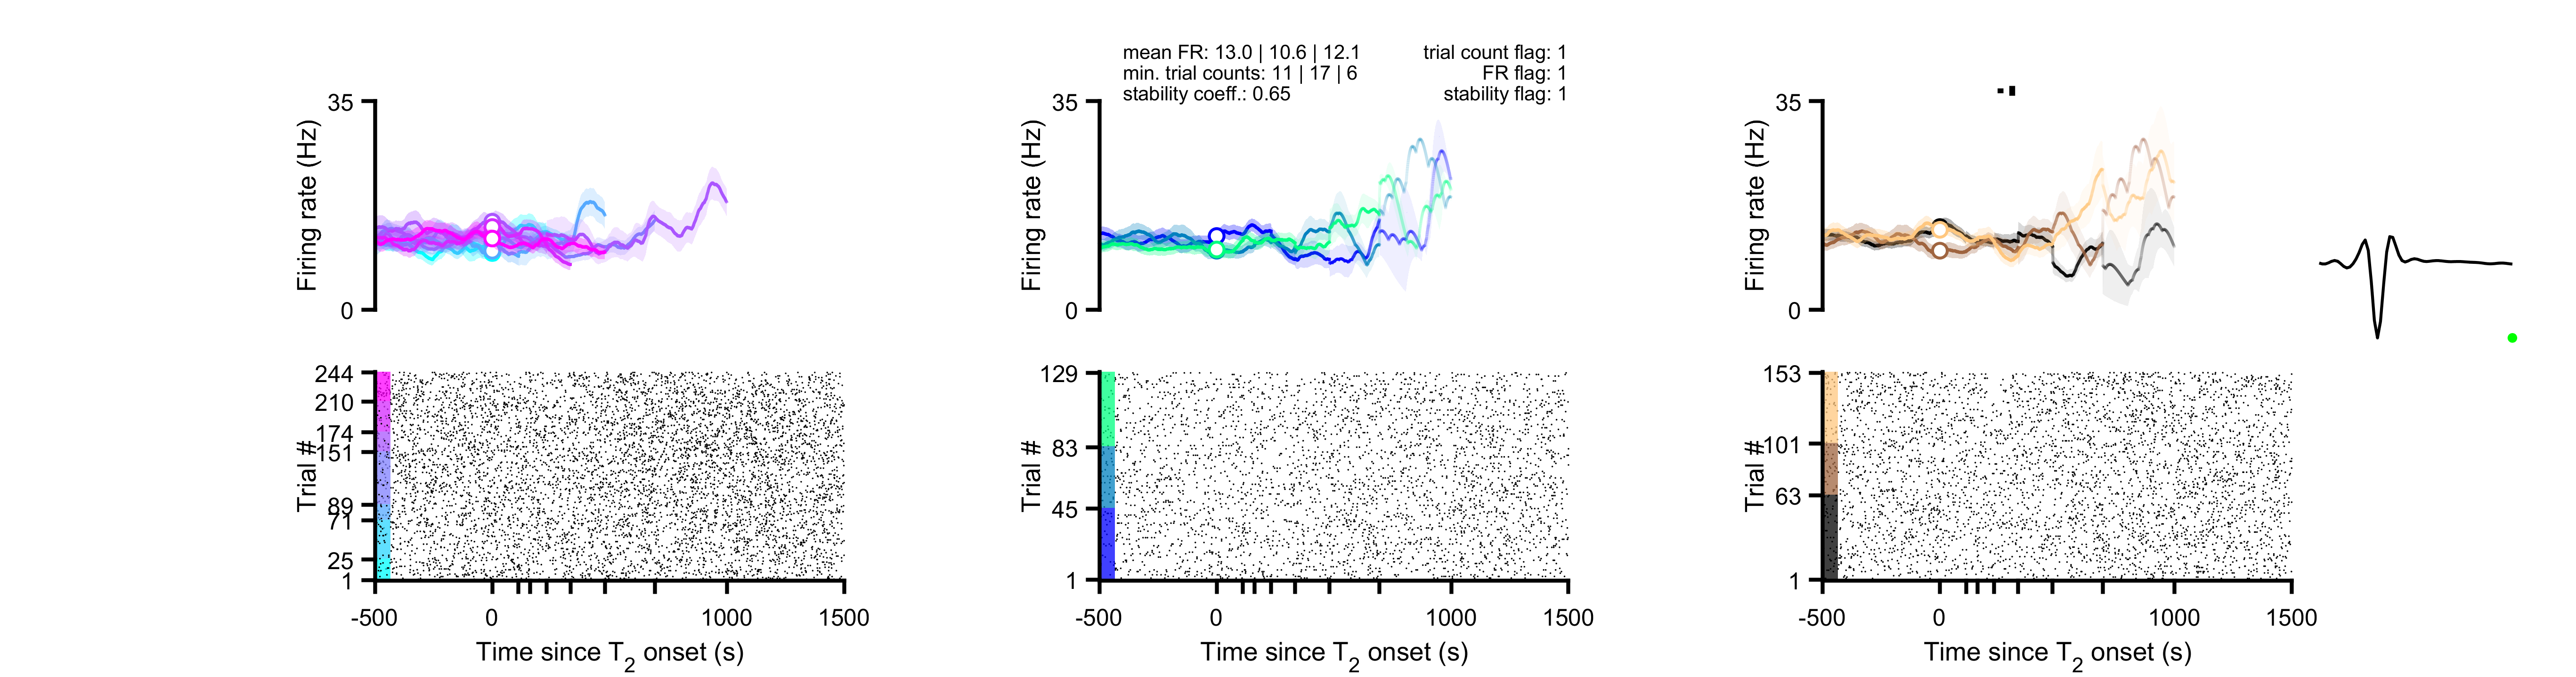 mean FR: 13.0 | 10.6 | 12.1
min. trial counts: 11 | 17 | 6
stability coeff.: 0.65
trial count flag: 1
FR flag: 1
stability flag: 1
35
Firing rate (Hz)
0
35
Firing rate (Hz)
0
35
Firing rate (Hz)
0
244
210
174
151
89
71
25
1
Trial #
-500 0 1000 1500
Time since T2 onset (s)
129
83
45
1
Trial #
-500 0 1000 1500
Time since T2 onset (s)
153
101
63
1
Trial #
-500 0 1000 1500
Time since T2 onset (s)